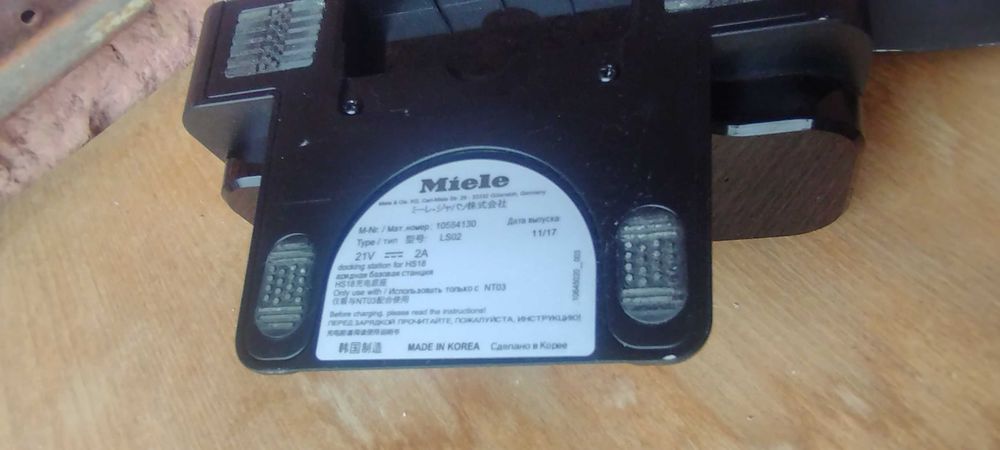 Miele
Miele & Cie. KG, Carl-Miele-Str. 29 · 33332 Gütersloh, Germany
ミーレ・ジャパン株式会社
M-Nr. / Мат. номер: 10584130 Дата выпуска
Type / тип 型号: LS02 11/17
21V 2A
docking station for HS18
зарядная базовая станция
HS18充电底座
Only use with / Использовать только с NT03
仅能与NT03配合使用
Before charging, please read the instructions!
ПЕРЕД ЗАРЯДКОЙ ПРОЧИТАЙТЕ, ПОЖАЛУЙСТА, ИНСТРУКЦИЮ!
充电前请阅读使用说明书
韩国制造 MADE IN KOREA Сделано в Корее